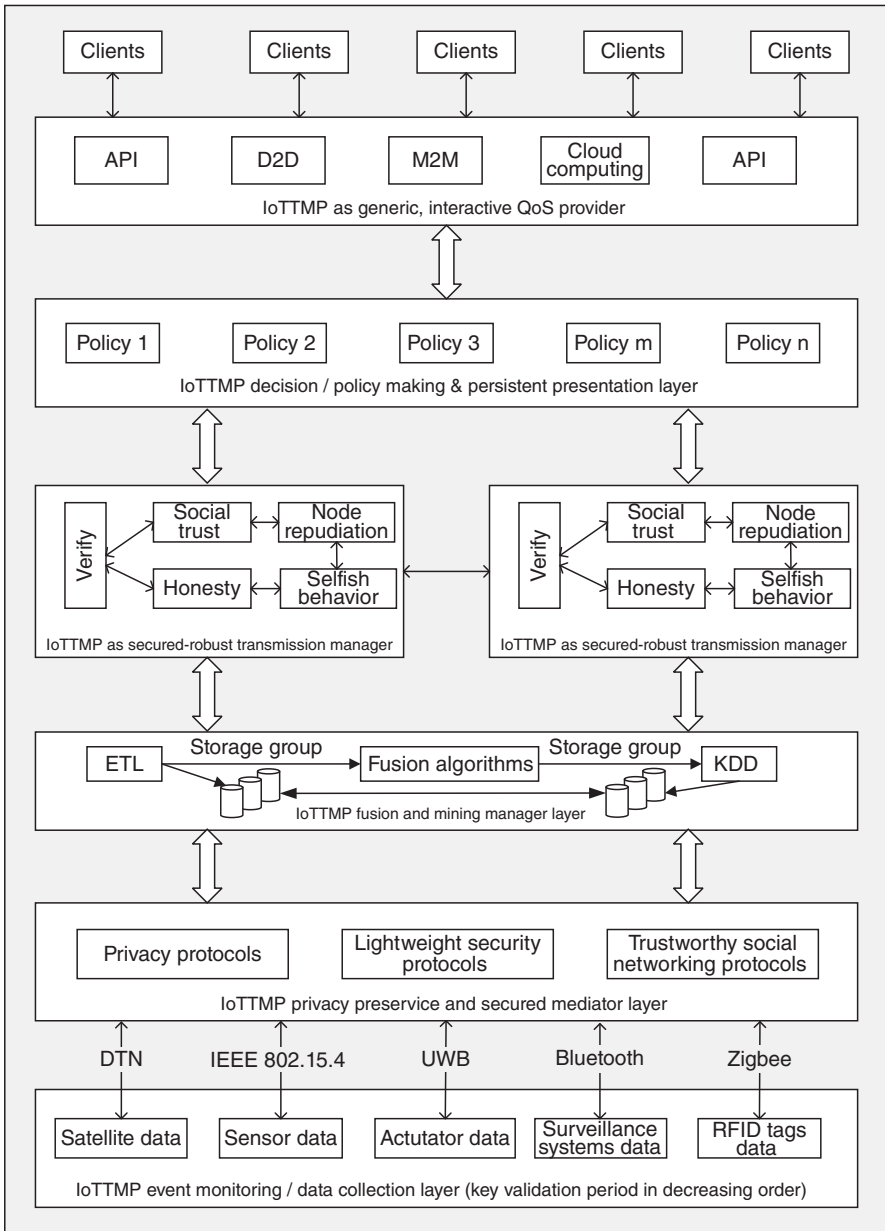 Clients Clients Clients Clients Clients
API D2D M2M Cloud computing API
IoTTMP as generic, interactive QoS provider
Policy 1 Policy 2 Policy 3 Policy m Policy n
IoTTMP decision / policy making & persistent presentation layer
Verify
Social trust
Node repudiation
Honesty
Selfish behavior
IoTTMP as secured-robust transmission manager
Verify
Social trust
Node repudiation
Honesty
Selfish behavior
IoTTMP as secured-robust transmission manager
ETL
Storage group
Fusion algorithms
Storage group
KDD
IoTTMP fusion and mining manager layer
Privacy protocols
Lightweight security protocols
Trustworthy social networking protocols
IoTTMP privacy preservice and secured mediator layer
DTN IEEE 802.15.4 UWB Bluetooth Zigbee
Satellite data
Sensor data
Actutator data
Surveillance systems data
RFID tags data
IoTTMP event monitoring / data collection layer (key validation period in decreasing order)